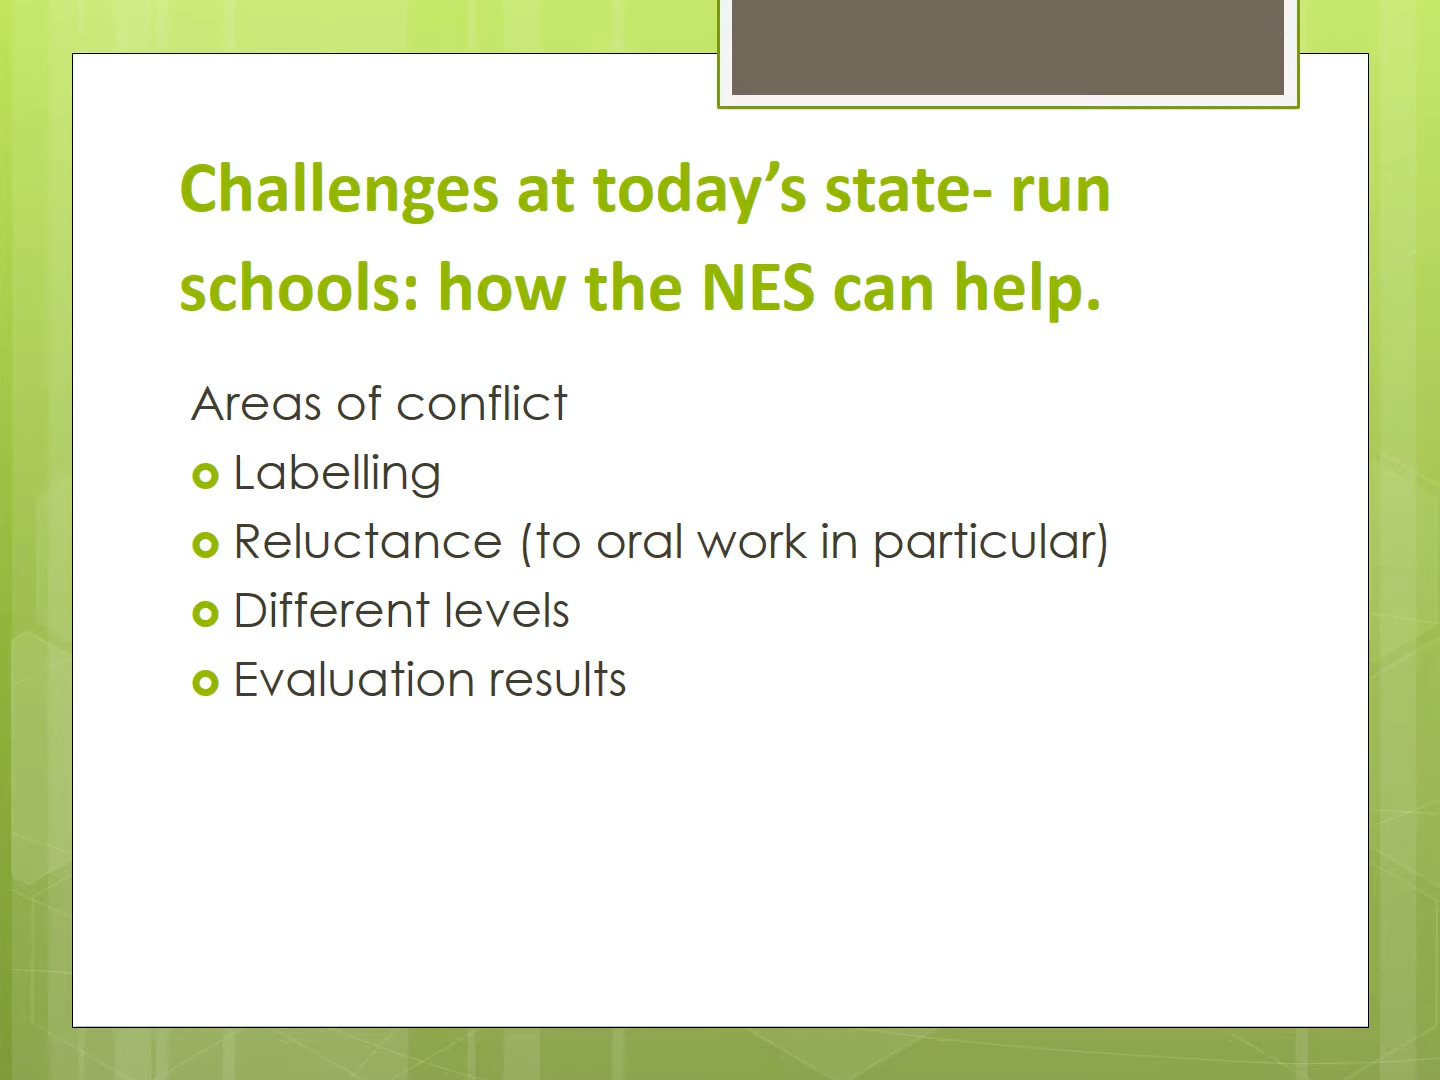 Challenges at today’s state- run
schools: how the NES can help.
Areas of conflict
Labelling
Reluctance (to oral work in particular)
Different levels
Evaluation results